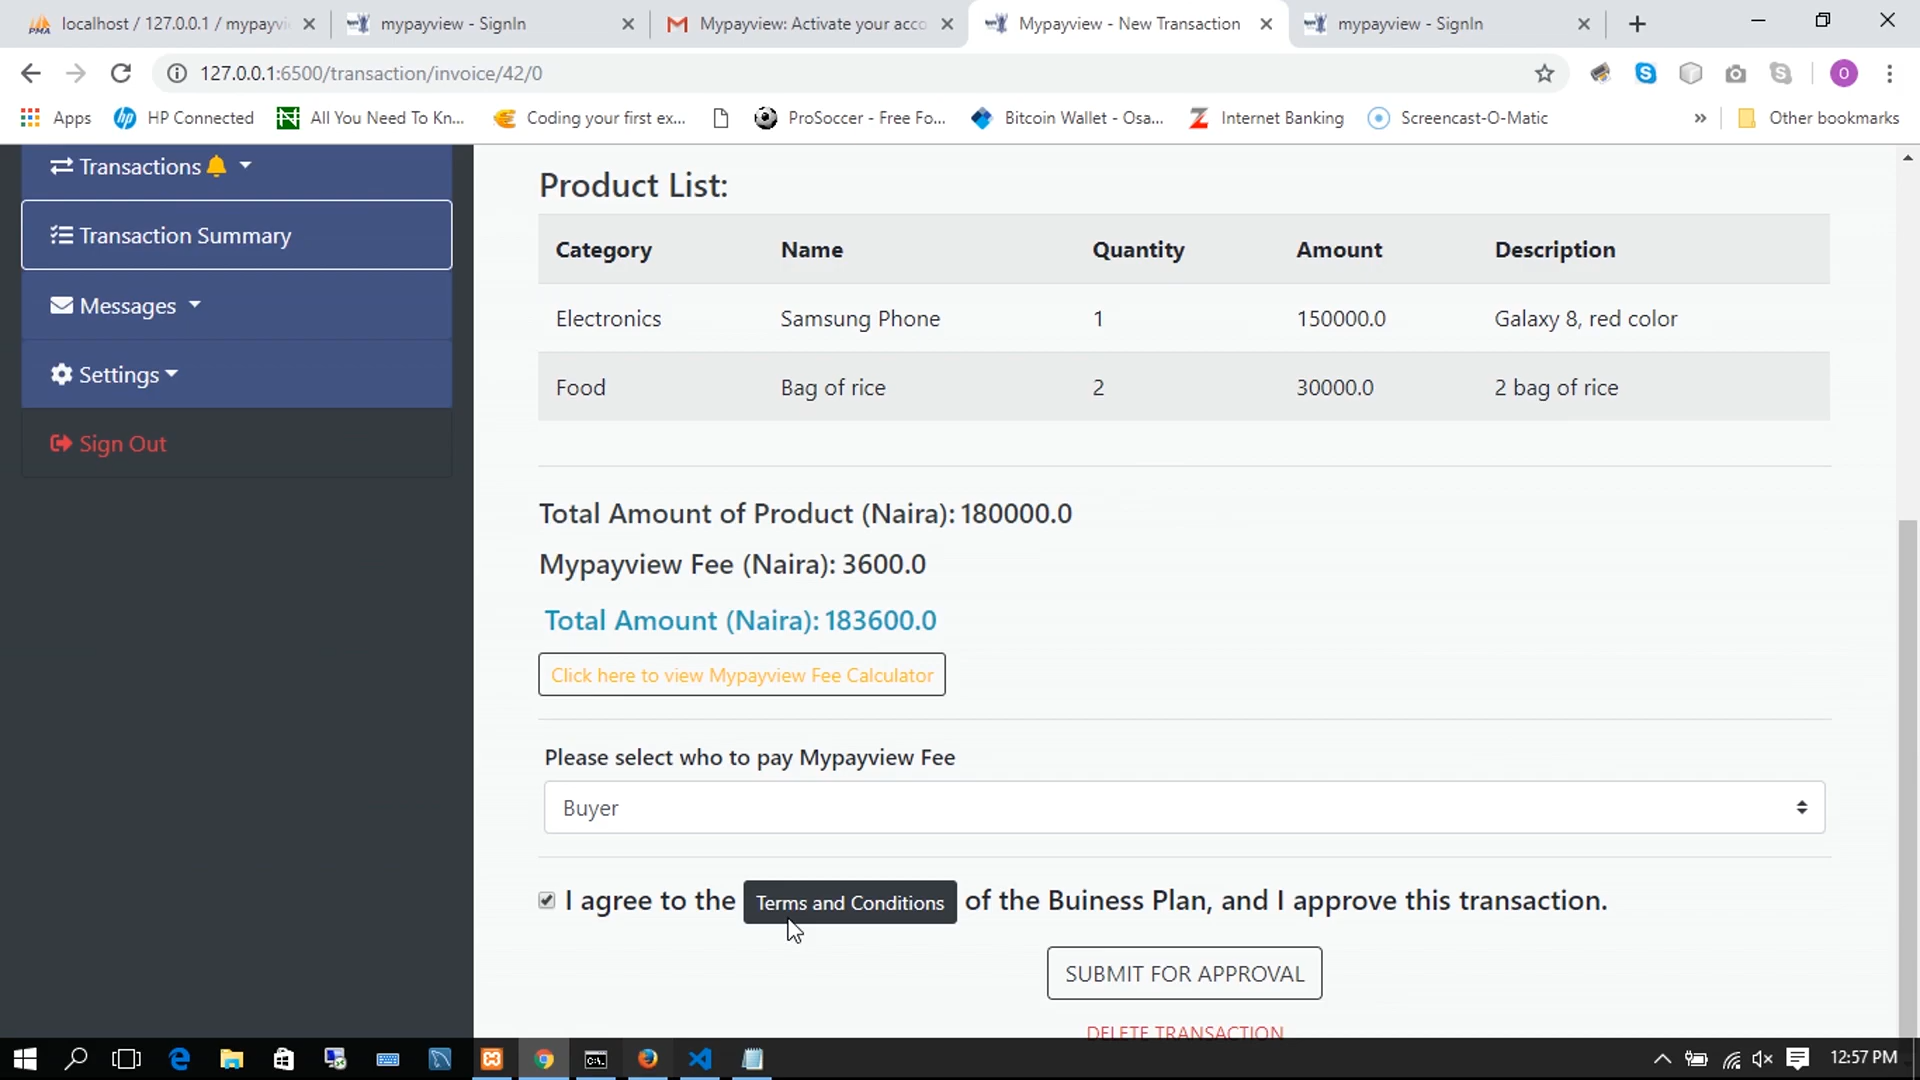 localhost / 127.0.0.1 / mypayvi
mypayview - SignIn
Mypayview: Activate your acco
Mypayview - New Transaction
mypayview - SignIn
127.0.0.1:6500/transaction/invoice/42/0
O
Apps
HP Connected
All You Need To Kn...
Coding your first ex...
ProSoccer - Free Fo...
Bitcoin Wallet - Osa...
Internet Banking
Screencast-O-Matic
»
Other bookmarks
Transactions
Transaction Summary
Messages
Settings
Sign Out
Product List:
Category Name Quantity Amount Description
Electronics Samsung Phone 1 150000.0 Galaxy 8, red color
Food Bag of rice 2 30000.0 2 bag of rice
Total Amount of Product (Naira): 180000.0
Mypayview Fee (Naira): 3600.0
Total Amount (Naira): 183600.0
Click here to view Mypayview Fee Calculator
Please select who to pay Mypayview Fee
Buyer
I agree to the Terms and Conditions of the Buiness Plan, and I approve this transaction.
SUBMIT FOR APPROVAL
DELETE TRANSACTION
12:57 PM